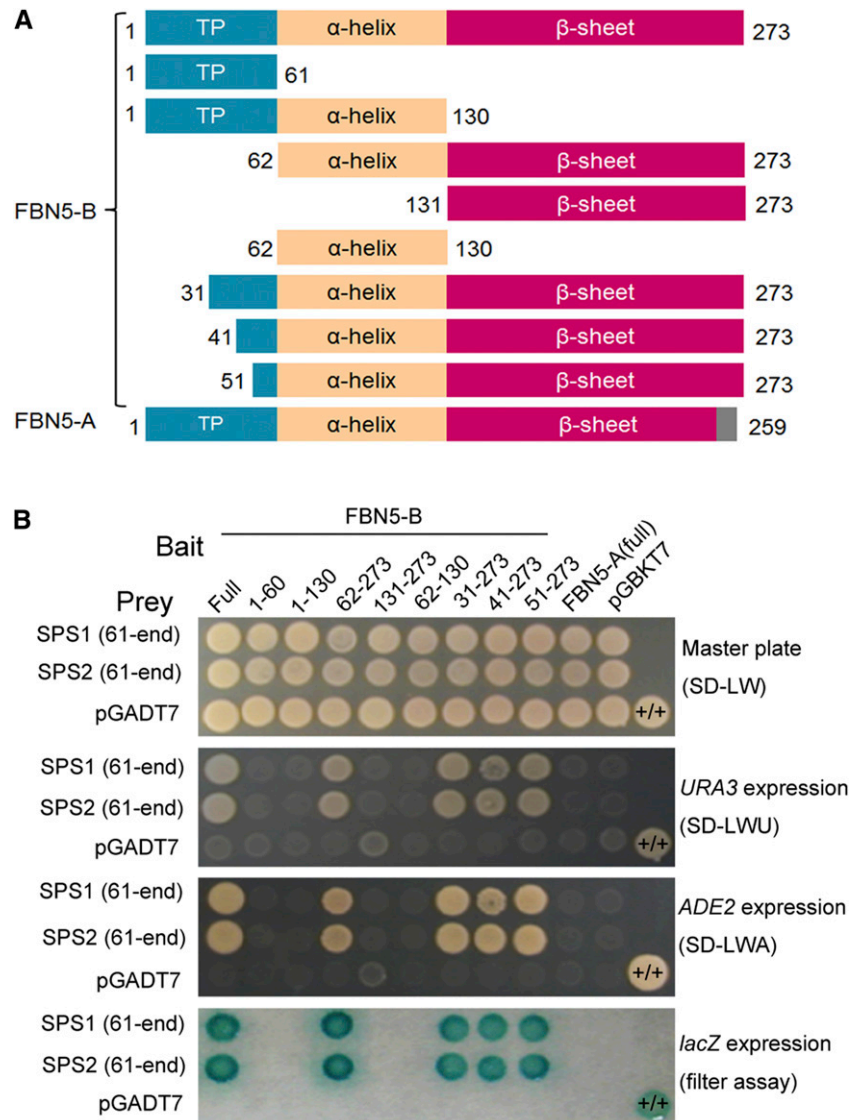 A
1 TP α-helix β-sheet 273
1 TP 61
1 TP α-helix 130
62 α-helix β-sheet 273
131 β-sheet 273
FBN5-B
62 α-helix 130
31 α-helix β-sheet 273
41 α-helix β-sheet 273
51 α-helix β-sheet 273
FBN5-A 1 TP α-helix β-sheet 259
B
FBN5-B
Bait
Prey
Full 1-60 1-130 62-273 131-273 62-130 31-273 41-273 51-273 FBN5-A(full) pGBKT7
SPS1 (61-end)
SPS2 (61-end)
pGADT7 +/+
Master plate
(SD-LW)
SPS1 (61-end)
SPS2 (61-end)
pGADT7 +/+
URA3 expression
(SD-LWU)
SPS1 (61-end)
SPS2 (61-end)
pGADT7 +/+
ADE2 expression
(SD-LWA)
SPS1 (61-end)
SPS2 (61-end)
pGADT7 +/+
lacZ expression
(filter assay)